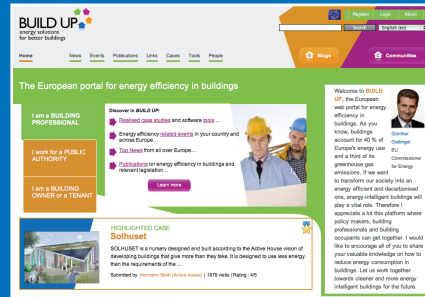 BUILD UP
energy solutions
for better buildings
Register Login About
Search English (en)
Home News Events Publications Links Cases Tools People
Blogs
Communities
The European portal for energy efficiency in buildings
I am a BUILDING
PROFESSIONAL
I work for a PUBLIC
AUTHORITY
I am a BUILDING
OWNER or a TENANT
Discover in BUILD UP:
Realised case studies and software tools ...
Energy efficiency related events in your country and
across Europe...
Top News from all over Europe...
Publications on energy efficiency in buildings and
relevant legislation...
Learn more
HIGHLIGHTED CASE
Solhuset
SOLHUSET is a nursery designed and built according to the Active House vision of
developing buildings that give more than they take. It is designed to use less energy
than the requirements of the ...
Submitted by Normann Sloth (Active house) | 1979 visits | Rating : 4/5
Welcome to BUILD
UP, the European
web portal for energy
efficiency in
buildings. As you
know, buildings
account for 40 % of
Europe's energy use
and a third of its
greenhouse gas
emissions. If we want
to transform our society into an
energy efficient and decarbonised
one, energy-intelligent buildings will
play a vital role. Therefore I
appreciate a lot this platform where
policy makers, building
professionals and building
occupants can get together. I would
like to encourage all of you to share
your valuable knowledge on how to
reduce energy consumption in
buildings. Let us work together
towards cleaner and more energy
intelligent buildings for the future.
Günther
Oettinger
EU
Commissioner
for Energy